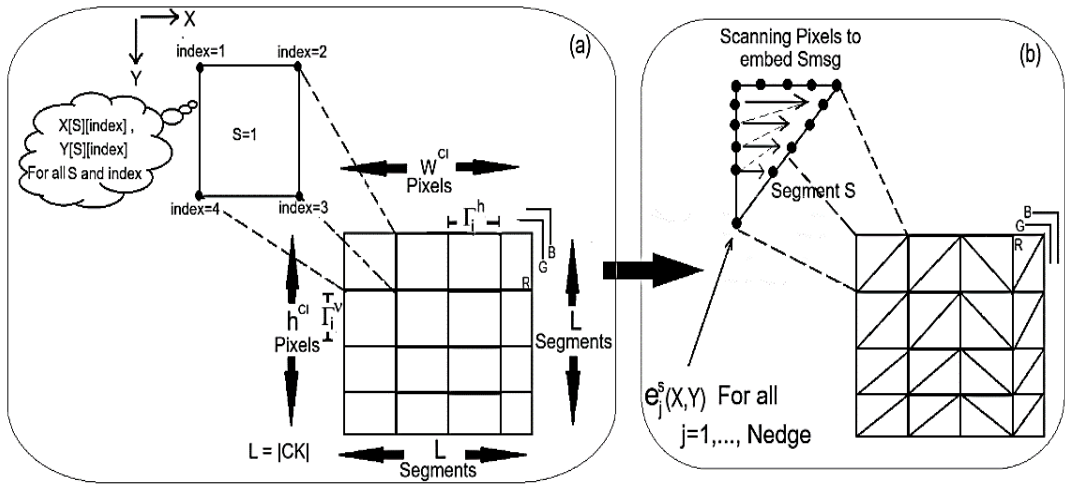 X
Y
(a)
index=1
index=2
X[S][index] ,
Y[S][index]
For all S and index
S=1
index=4
index=3
W^CI
Pixels
Γ_i^h
B
G
R
h^CI
Pixels
Γ_i^v
L
Segments
L = |CK|
L
Segments
(b)
Scanning Pixels to
embed Smsg
Segment S
B
G
R
e_j^s(X,Y) For all
j=1,..., Nedge